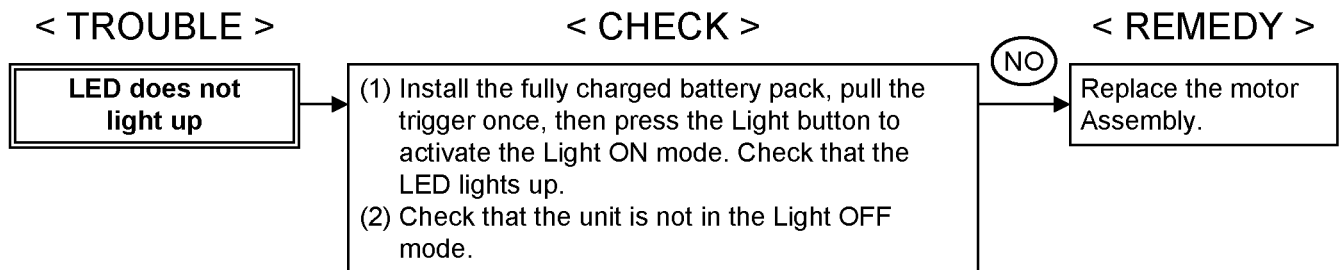 < TROUBLE >
< CHECK >
< REMEDY >
LED does not
light up
(1) Install the fully charged battery pack, pull the
trigger once, then press the Light button to
activate the Light ON mode. Check that the
LED lights up.
(2) Check that the unit is not in the Light OFF
mode.
NO
Replace the motor
Assembly.